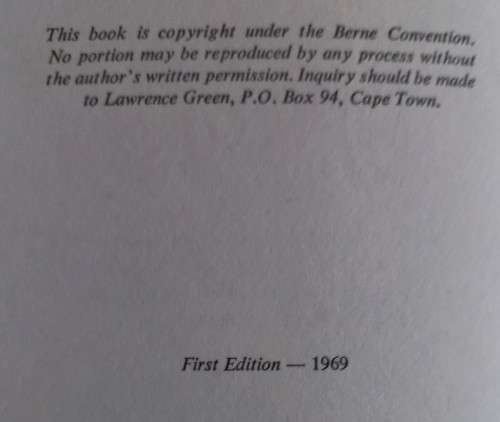 This book is copyright under the Berne Convention.
No portion may be reproduced by any process without
the author's written permission. Inquiry should be made
to Lawrence Green, P.O. Box 94, Cape Town.
First Edition — 1969